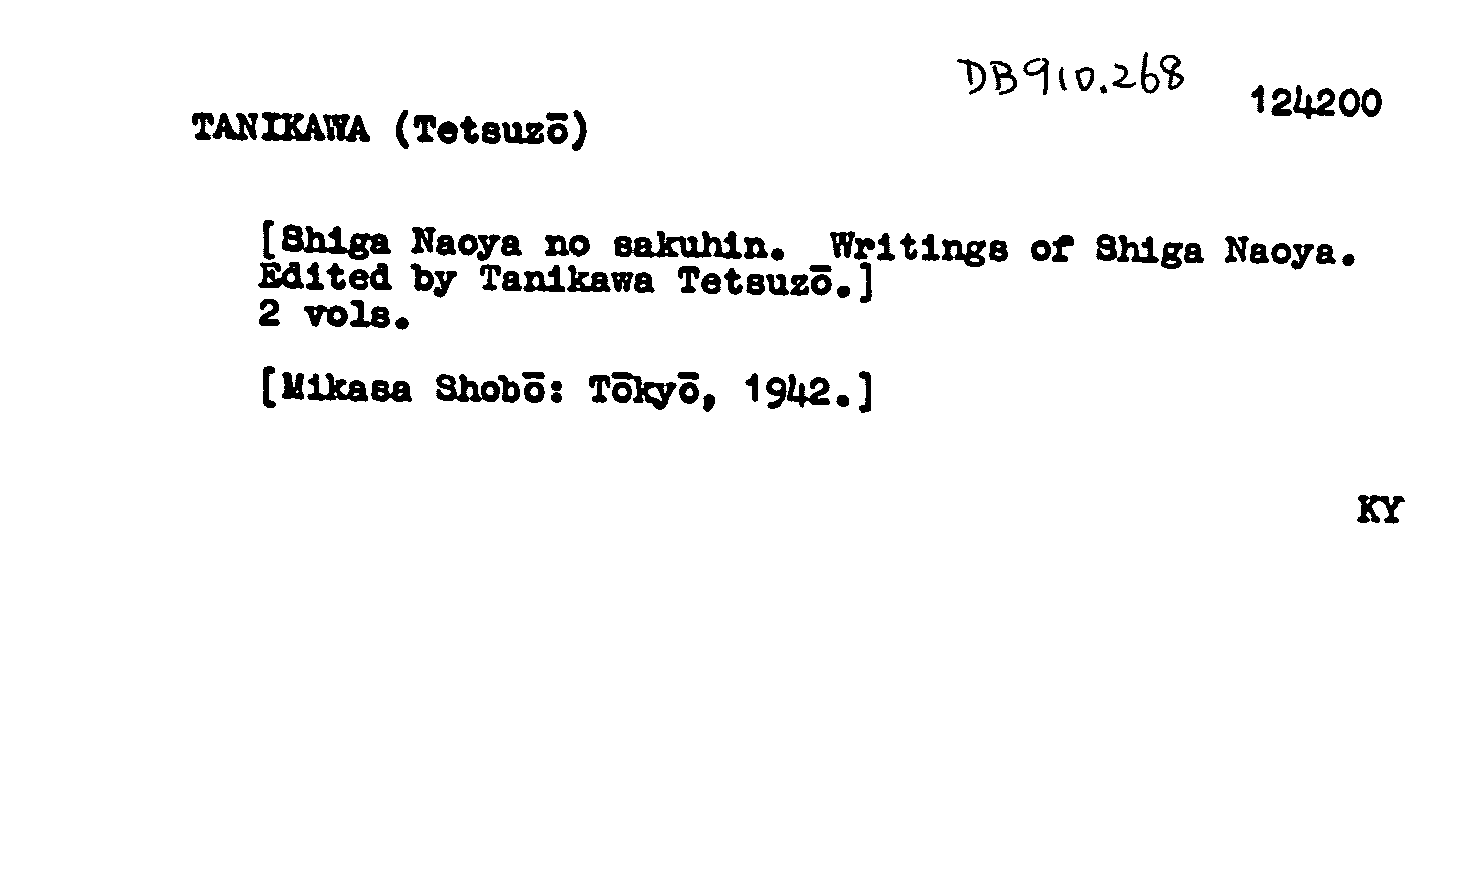 DB910.268
124200
TANIKAWA (Tetsuzō)
[Shiga Naoya no sakuhin. Writings of Shiga Naoya.
Edited by Tanikawa Tetsuzō.]
2 vols.
[Mikasa Shobō: Tōkyō, 1942.]
KY